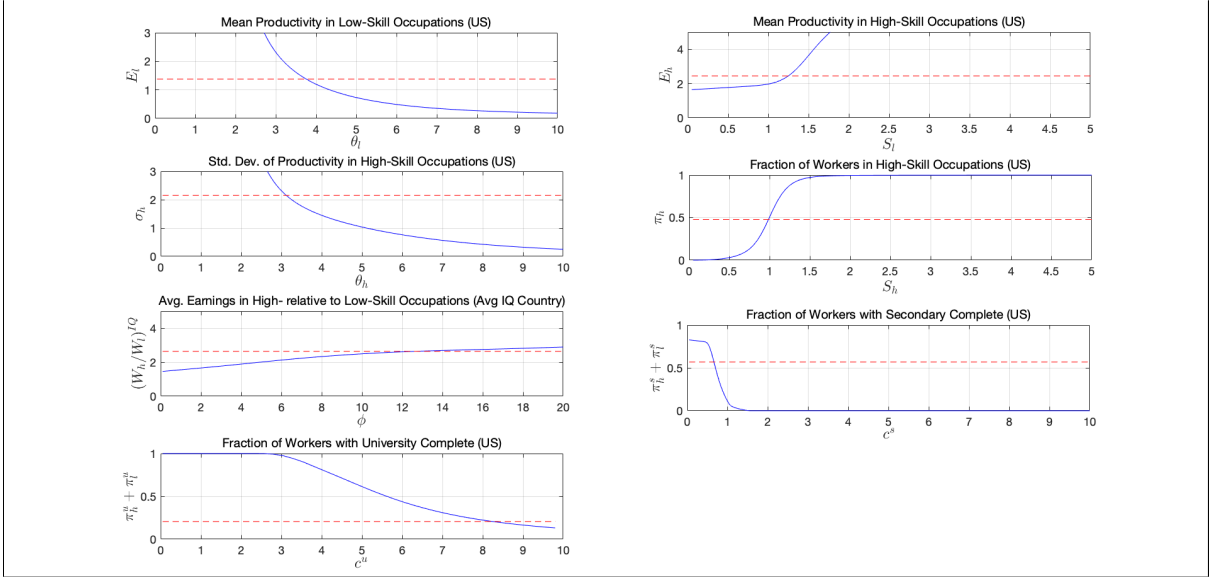 Mean Productivity in Low-Skill Occupations (US)
3
2
1
0
E_l
0 1 2 3 4 5 6 7 8 9 10
θ_l
Mean Productivity in High-Skill Occupations (US)
4
2
0
E_h
0 0.5 1 1.5 2 2.5 3 3.5 4 4.5 5
S_l
Std. Dev. of Productivity in High-Skill Occupations (US)
3
2
1
0
σ_h
0 1 2 3 4 5 6 7 8 9 10
θ_h
Fraction of Workers in High-Skill Occupations (US)
1
0.5
0
π_h
0 0.5 1 1.5 2 2.5 3 3.5 4 4.5 5
S_h
Avg. Earnings in High- relative to Low-Skill Occupations (Avg IQ Country)
4
2
0
(W_h/W_l)^{IQ}
0 2 4 6 8 10 12 14 16 18 20
ϕ
Fraction of Workers with Secondary Complete (US)
1
0.5
0
π_h^s + π_l^s
0 1 2 3 4 5 6 7 8 9 10
c^s
Fraction of Workers with University Complete (US)
1
0.5
0
π_h^u + π_l^u
0 1 2 3 4 5 6 7 8 9 10
c^u